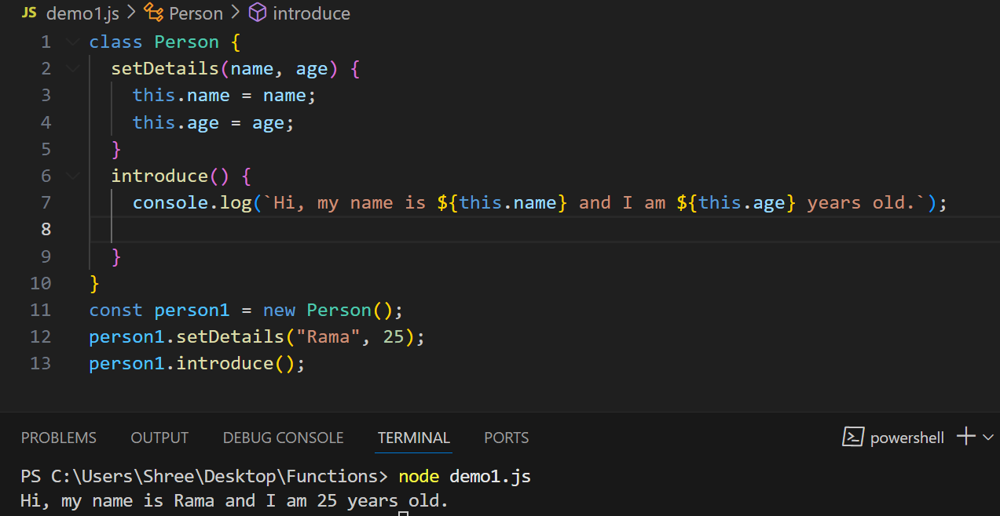 JS demo1.js > Person > introduce
1 class Person {
2   setDetails(name, age) {
3     this.name = name;
4     this.age = age;
5   }
6   introduce() {
7     console.log(`Hi, my name is ${this.name} and I am ${this.age} years old.`);
8
9   }
10 }
11 const person1 = new Person();
12 person1.setDetails("Rama", 25);
13 person1.introduce();
PROBLEMS OUTPUT DEBUG CONSOLE TERMINAL PORTS powershell
PS C:\Users\Shree\Desktop\Functions> node demo1.js
Hi, my name is Rama and I am 25 years old.